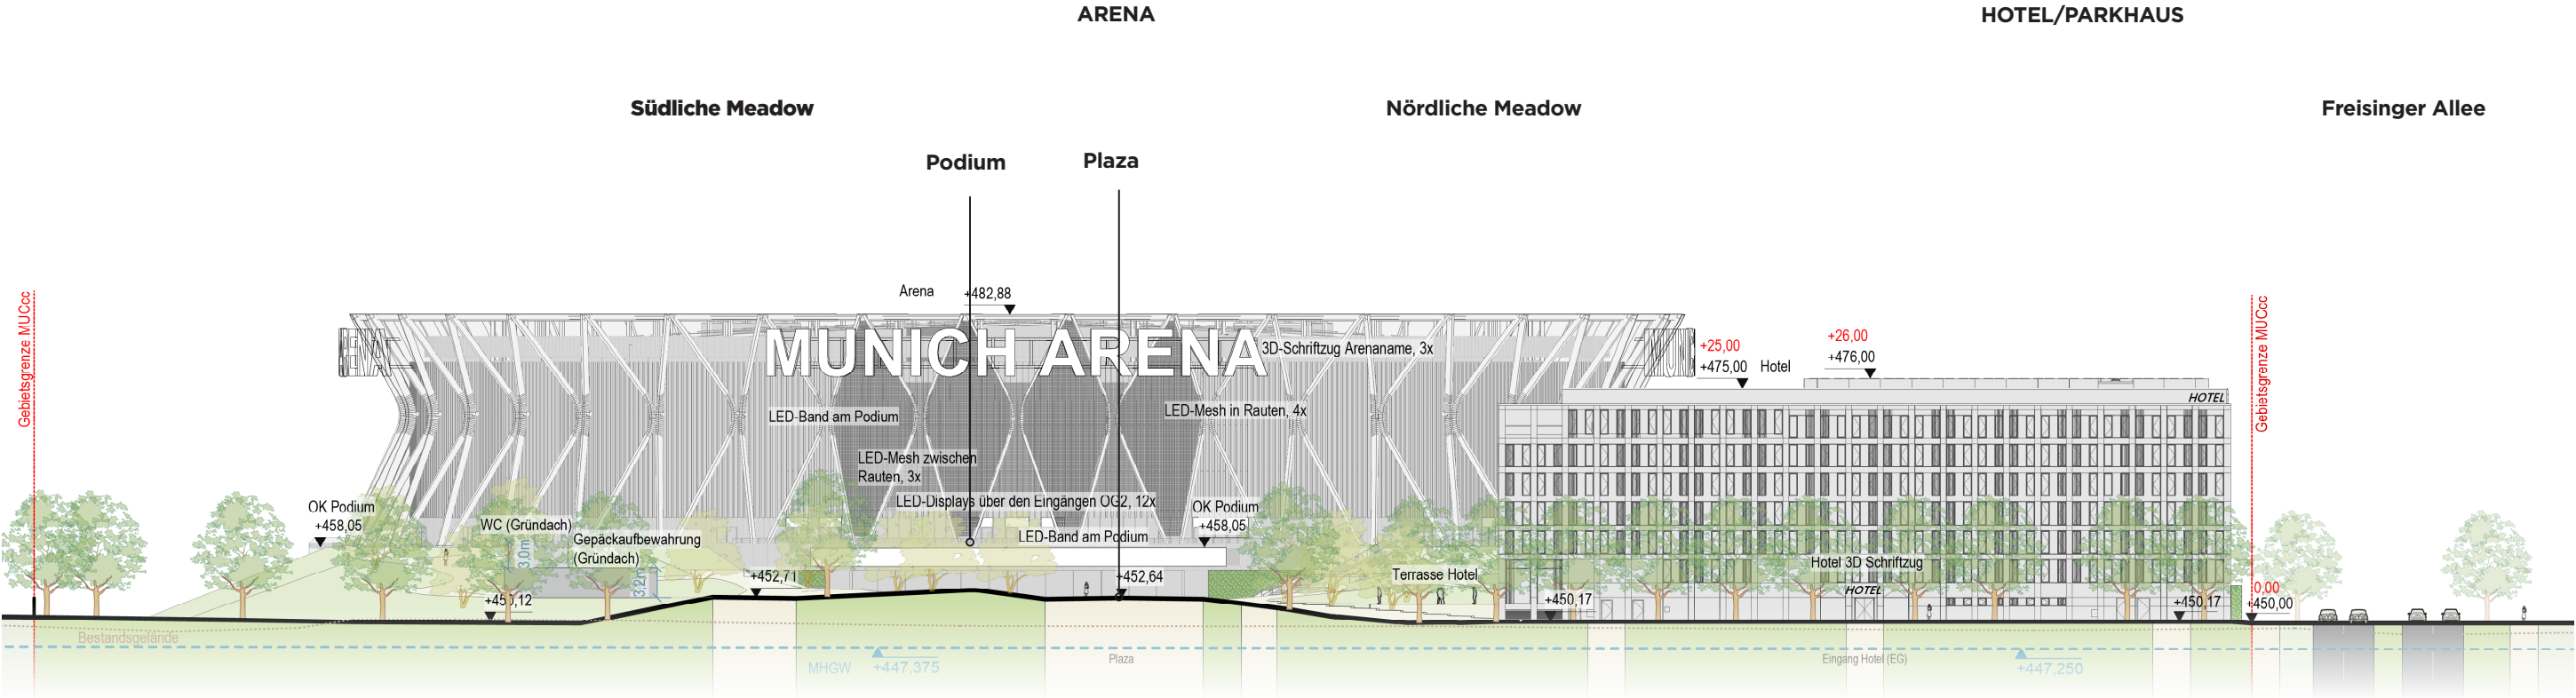 ARENA
HOTEL/PARKHAUS
Südliche Meadow
Nördliche Meadow
Freisinger Allee
Podium
Plaza
Gebietsgrenze MUCcc
Arena
+482,88
Gebietsgrenze MUCcc
RENA
MUNICH ARENA
3D-Schriftzug Arenaname, 3x
MUNI
+25,00
+475,00
Hotel
+26,00
+476,00
HOTEL
LED-Band am Podium
LED-Mesh in Rauten, 4x
LED-Mesh zwischen
Rauten, 3x
LED-Displays über den Eingängen OG2, 12x
OK Podium
+458,05
OK Podium
+458,05
WC (Gründach)
3,0m
Gepäckaufbewahrung
(Gründach)
LED-Band am Podium
Hotel 3D Schriftzug
Terrasse Hotel
+452,71
+452,64
HOTEL
0,00
+450,12
+450,17
+450,17
+450,00
Bestandsgelände
MHGW
+447,375
Plaza
Eingang Hotel (EG)
+447,250